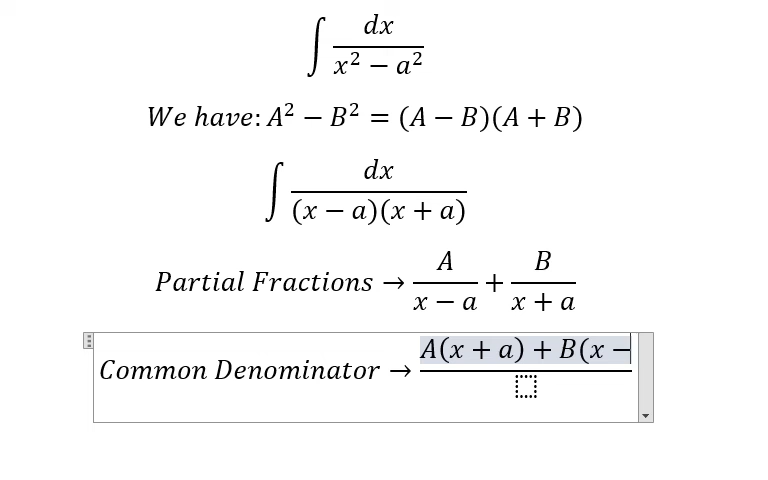 ∫ dx / (x² − a²)
We have: A² − B² = (A − B)(A + B)
∫ dx / ((x − a)(x + a))
Partial Fractions → A / (x − a) + B / (x + a)
Common Denominator → A(x + a) + B(x −